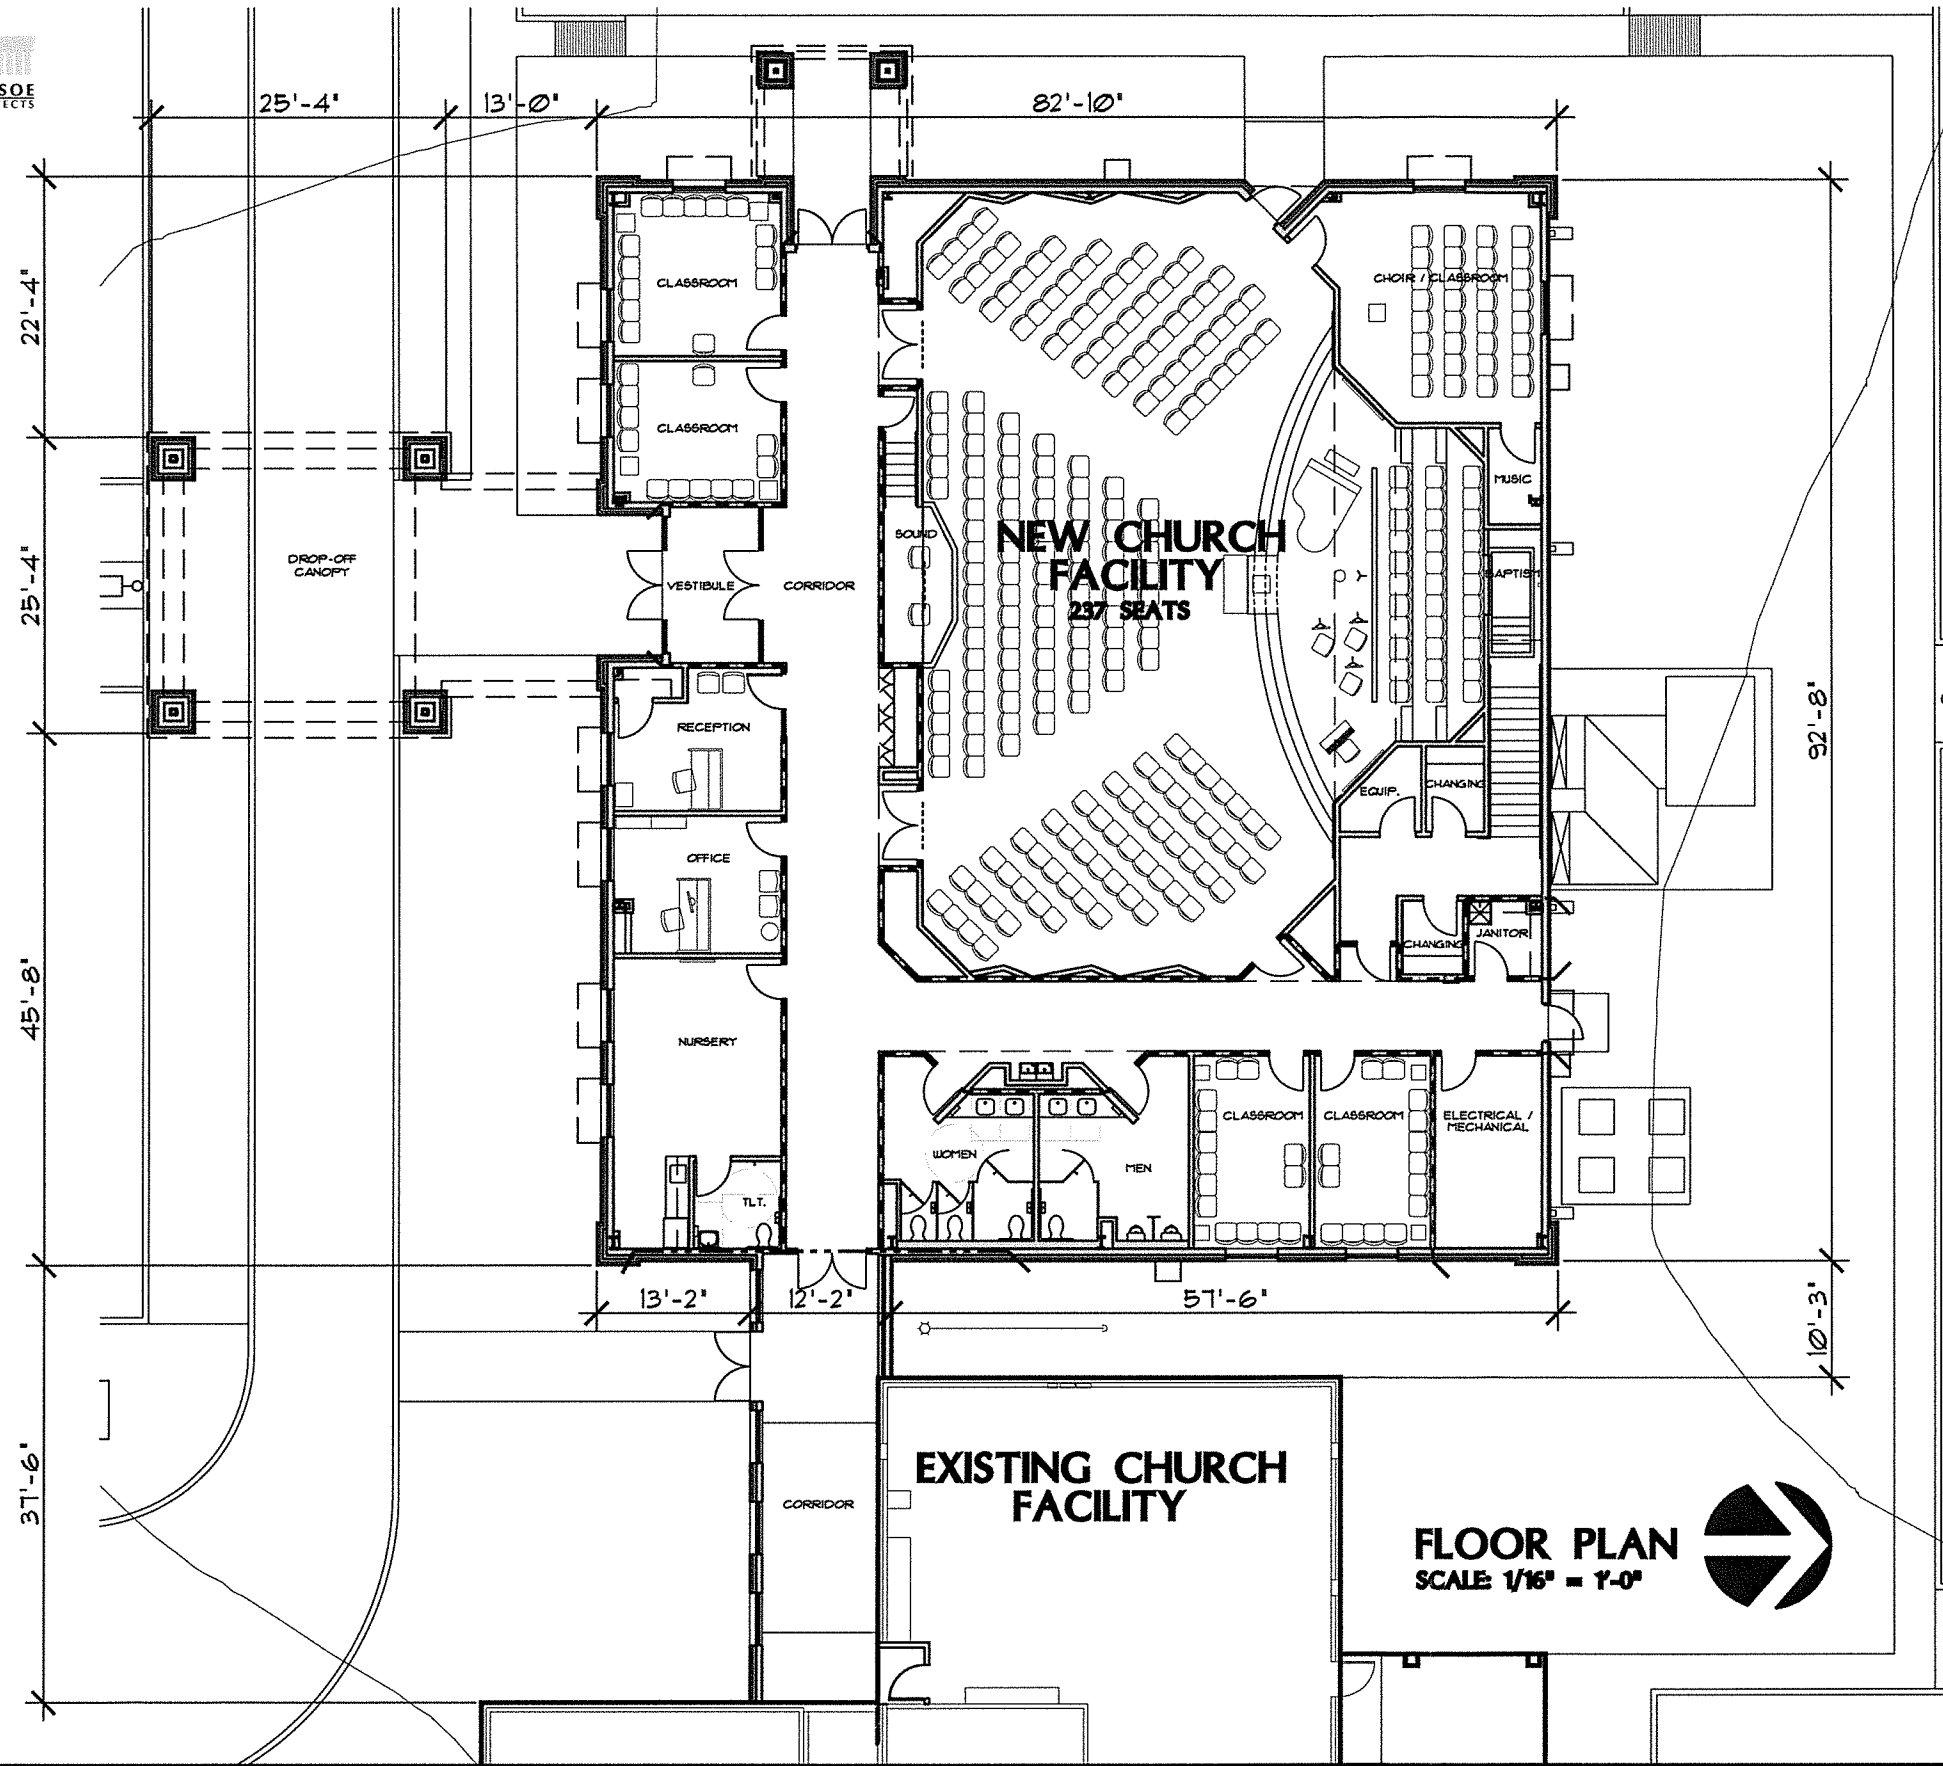 SOE
ECTS
25'-4"
13'-0"
82'-10"
22'-4"
CLASSROOM
CHOIR / CLASSROOM
CLASSROOM
MUSIC
NEW CHURCH
FACILITY
237 SEATS
SOUND
DROP-OFF
CANOPY
VESTIBULE
CORRIDOR
BAPTISM
25'-4"
RECEPTION
92'-8"
EQUIP.
CHANGING
OFFICE
CHANGING
JANITOR
45'-8"
NURSERY
CLASSROOM
CLASSROOM
ELECTRICAL /
MECHANICAL
WOMEN
MEN
TLT.
13'-2"
12'-2"
57'-6"
10'-3"
EXISTING CHURCH
FACILITY
37'-6"
CORRIDOR
FLOOR PLAN
SCALE: 1/16" = 1'-0"